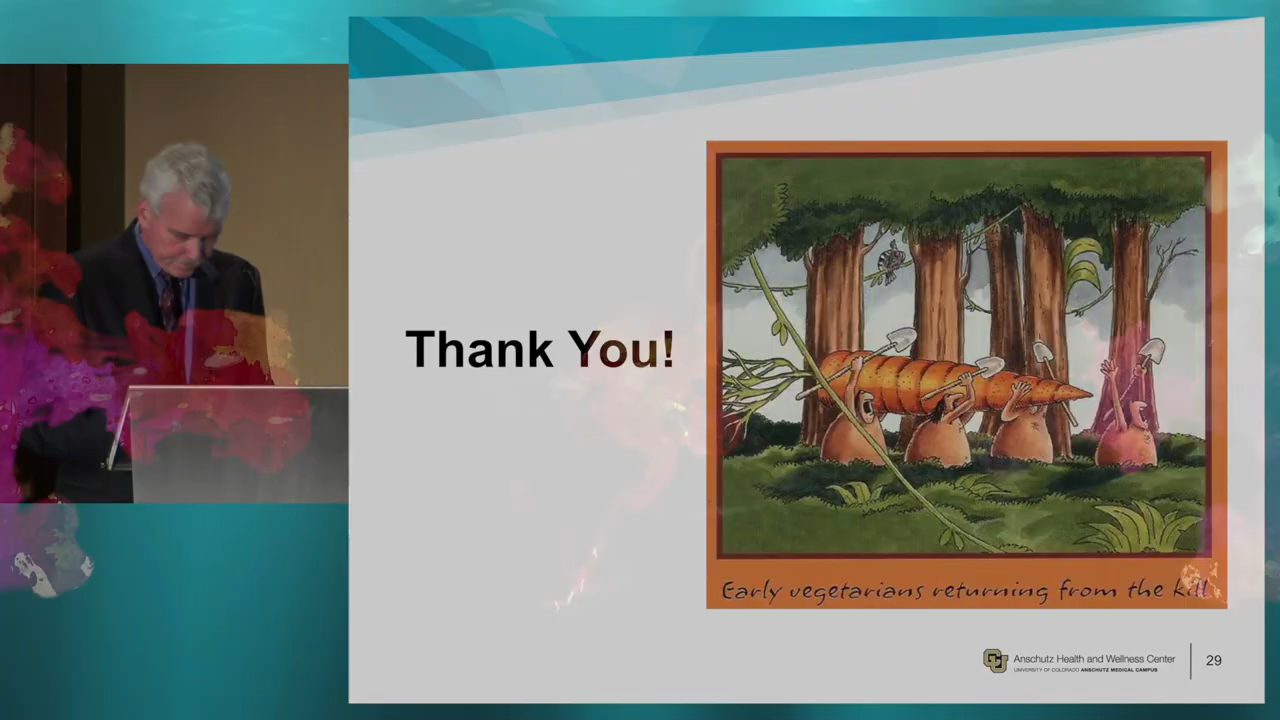 Thank You!
Early vegetarians returning from the kill
Anschutz Health and Wellness Center
UNIVERSITY OF COLORADO ANSCHUTZ MEDICAL CAMPUS
29